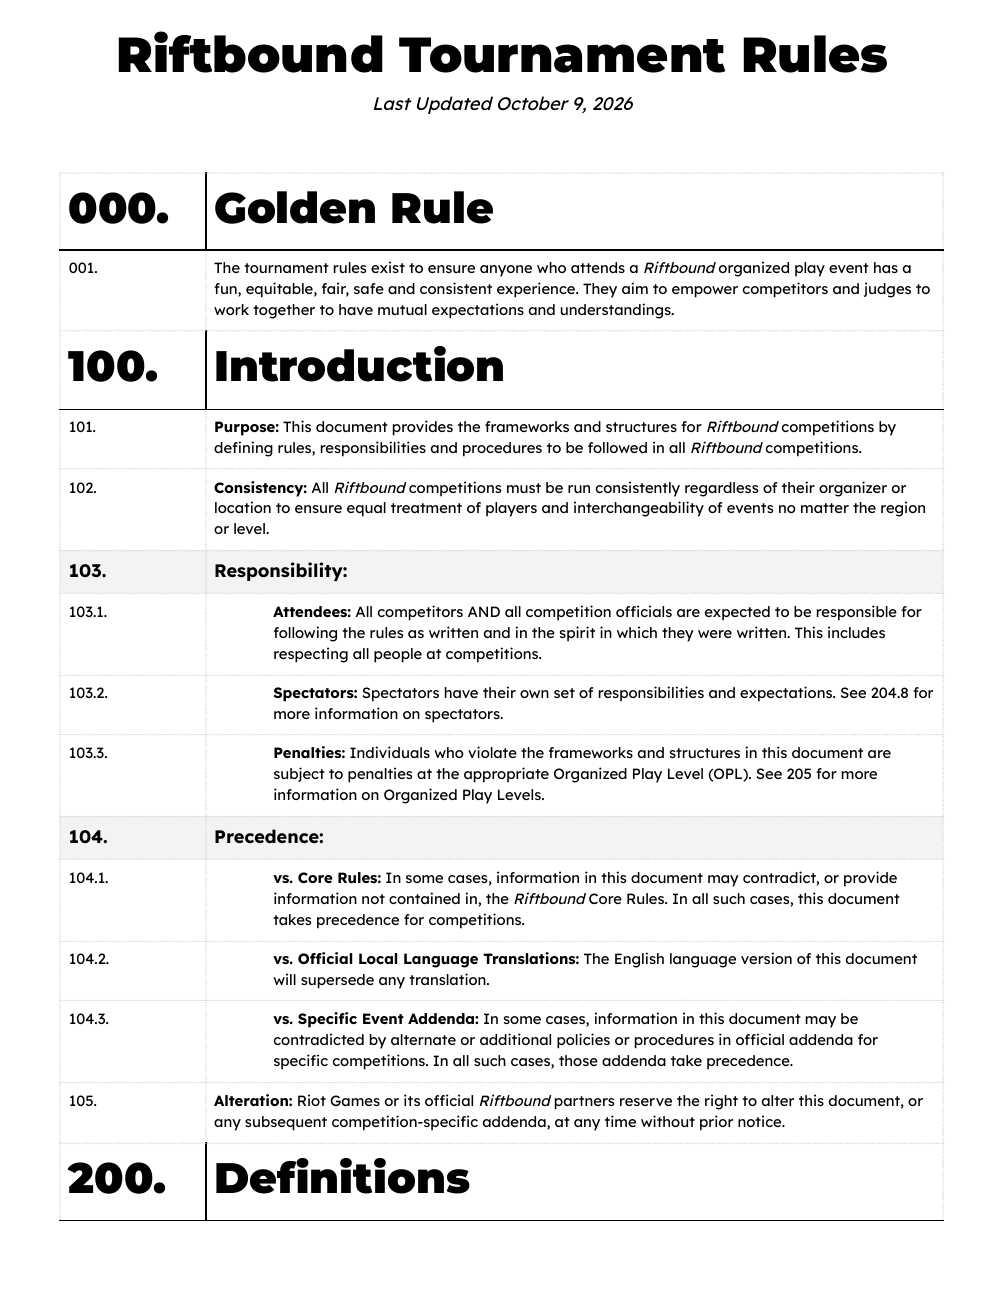 Riftbound Tournament Rules
Last Updated October 9, 2026
000. Golden Rule
001. The tournament rules exist to ensure anyone who attends a Riftbound organized play event has a
fun, equitable, fair, safe and consistent experience. They aim to empower competitors and judges to
work together to have mutual expectations and understandings.
100. Introduction
101. Purpose: This document provides the frameworks and structures for Riftbound competitions by
defining rules, responsibilities and procedures to be followed in all Riftbound competitions.
102. Consistency: All Riftbound competitions must be run consistently regardless of their organizer or
location to ensure equal treatment of players and interchangeability of events no matter the region
or level.
103. Responsibility:
103.1. Attendees: All competitors AND all competition officials are expected to be responsible for
following the rules as written and in the spirit in which they were written. This includes
respecting all people at competitions.
103.2. Spectators: Spectators have their own set of responsibilities and expectations. See 204.8 for
more information on spectators.
103.3. Penalties: Individuals who violate the frameworks and structures in this document are
subject to penalties at the appropriate Organized Play Level (OPL). See 205 for more
information on Organized Play Levels.
104. Precedence:
104.1. vs. Core Rules: In some cases, information in this document may contradict, or provide
information not contained in, the Riftbound Core Rules. In all such cases, this document
takes precedence for competitions.
104.2. vs. Official Local Language Translations: The English language version of this document
will supersede any translation.
104.3. vs. Specific Event Addenda: In some cases, information in this document may be
contradicted by alternate or additional policies or procedures in official addenda for
specific competitions. In all such cases, those addenda take precedence.
105. Alteration: Riot Games or its official Riftbound partners reserve the right to alter this document, or
any subsequent competition-specific addenda, at any time without prior notice.
200. Definitions